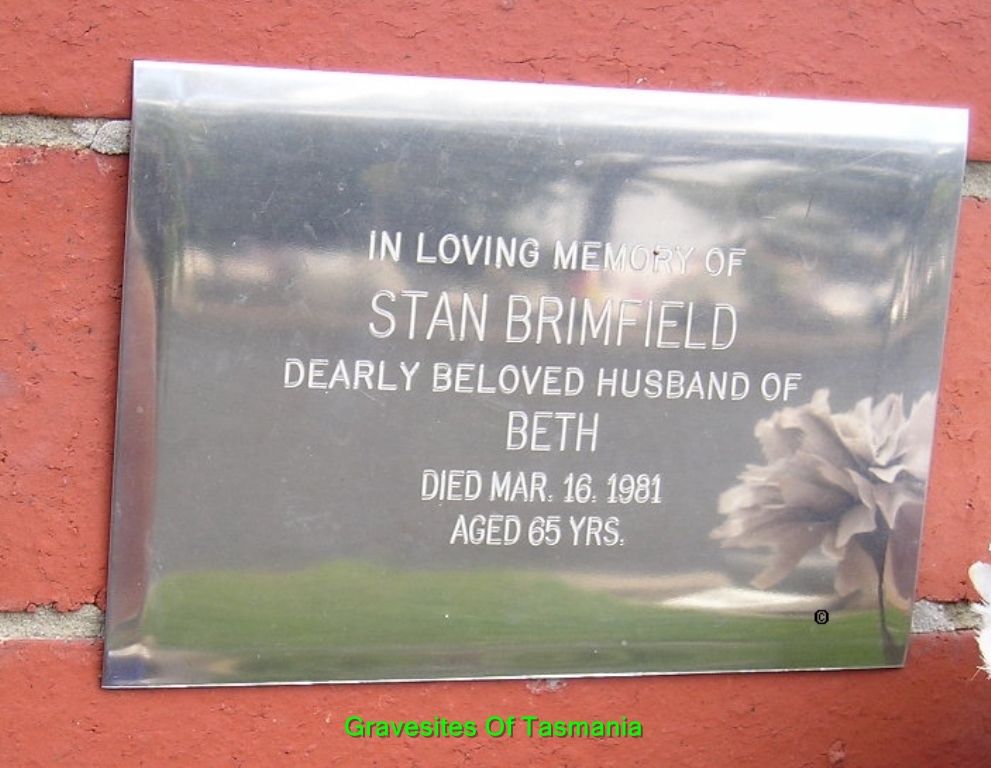 IN LOVING MEMORY OF
STAN BRIMFIELD
DEARLY BELOVED HUSBAND OF
BETH
DIED MAR. 16. 1981
AGED 65 YRS.
©
Gravesites Of Tasmania